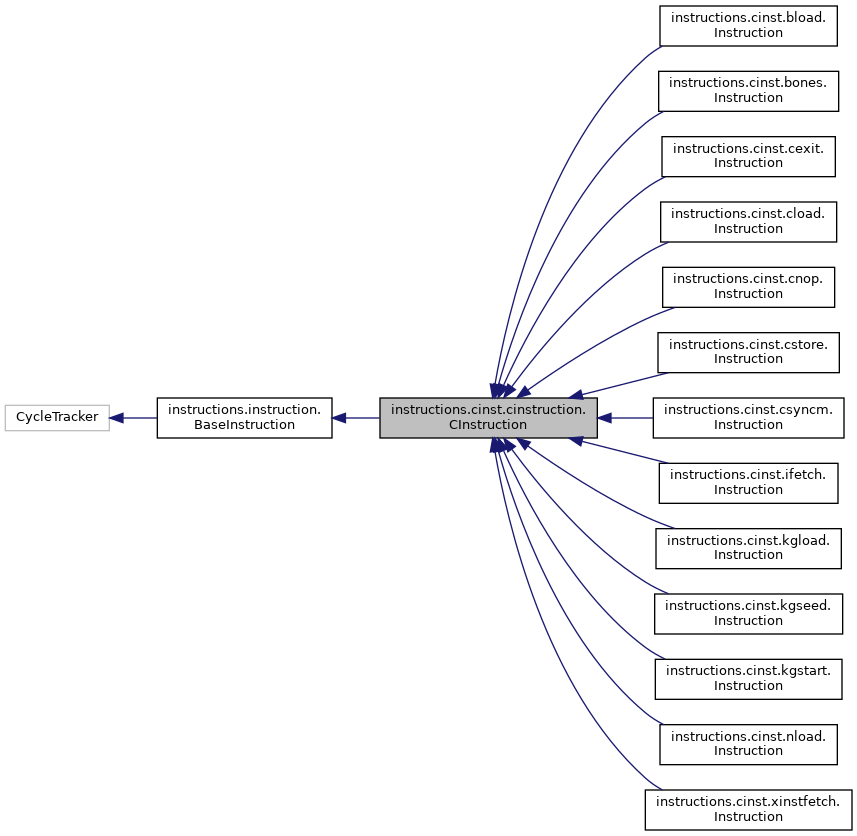 CycleTracker
instructions.instruction.
BaseInstruction
instructions.cinst.cinstruction.
CInstruction
instructions.cinst.bload.
Instruction
instructions.cinst.bones.
Instruction
instructions.cinst.cexit.
Instruction
instructions.cinst.cload.
Instruction
instructions.cinst.cnop.
Instruction
instructions.cinst.cstore.
Instruction
instructions.cinst.csyncm.
Instruction
instructions.cinst.ifetch.
Instruction
instructions.cinst.kgload.
Instruction
instructions.cinst.kgseed.
Instruction
instructions.cinst.kgstart.
Instruction
instructions.cinst.nload.
Instruction
instructions.cinst.xinstfetch.
Instruction